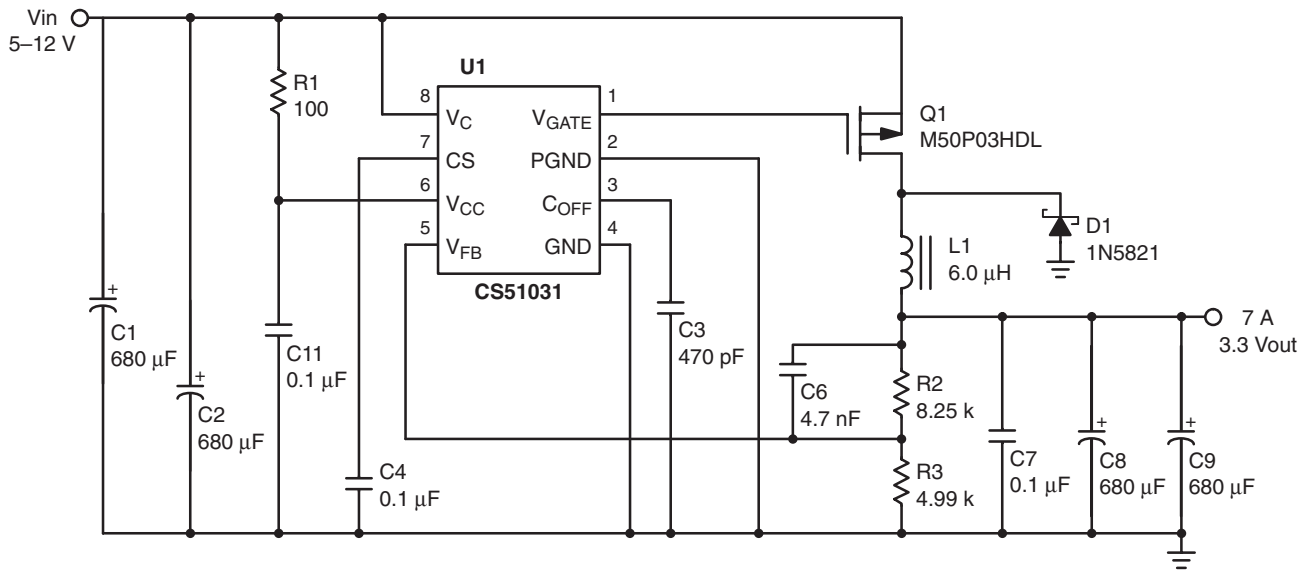 Vin
5–12 V
R1
100
U1
8
VC
7
CS
6
VCC
5
VFB
1
VGATE
2
PGND
3
COFF
4
GND
CS51031
Q1
M50P03HDL
D1
1N5821
L1
6.0 μH
+
C1
680 μF
+
C2
680 μF
C11
0.1 μF
C4
0.1 μF
C3
470 pF
C6
4.7 nF
R2
8.25 k
R3
4.99 k
C7
0.1 μF
+
C8
680 μF
+
C9
680 μF
7 A
3.3 Vout